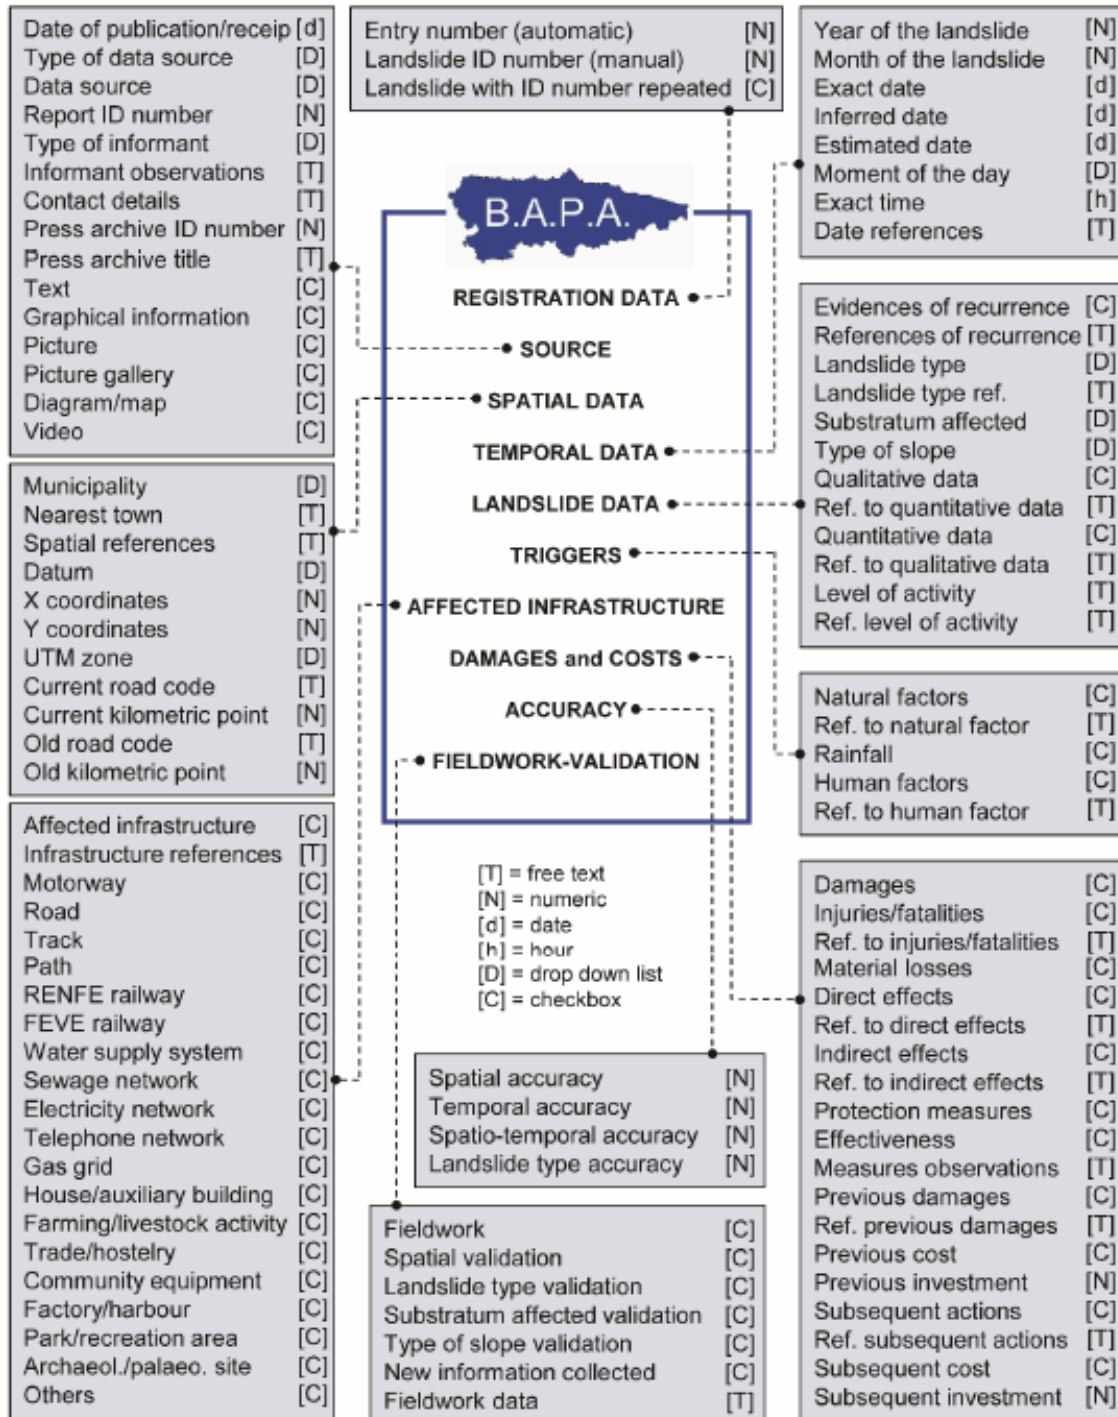 Date of publication/receip [d]
Type of data source [D]
Data source [D]
Report ID number [N]
Type of informant [D]
Informant observations [T]
Contact details [T]
Press archive ID number [N]
Press archive title [T]
Text [C]
Graphical information [C]
Picture [C]
Picture gallery [C]
Diagram/map [C]
Video [C]
Municipality [D]
Nearest town [T]
Spatial references [T]
Datum [D]
X coordinates [N]
Y coordinates [N]
UTM zone [D]
Current road code [T]
Current kilometric point [N]
Old road code [T]
Old kilometric point [N]
Affected infrastructure [C]
Infrastructure references [T]
Motorway [C]
Road [C]
Track [C]
Path [C]
RENFE railway [C]
FEVE railway [C]
Water supply system [C]
Sewage network [C]
Electricity network [C]
Telephone network [C]
Gas grid [C]
House/auxiliary building [C]
Farming/livestock activity [C]
Trade/hostelry [C]
Community equipment [C]
Factory/harbour [C]
Park/recreation area [C]
Archaeol./palaeo. site [C]
Others [C]
Entry number (automatic) [N]
Landslide ID number (manual) [N]
Landslide with ID number repeated [C]
B.A.P.A.
REGISTRATION DATA
SOURCE
SPATIAL DATA
TEMPORAL DATA
LANDSLIDE DATA
TRIGGERS
AFFECTED INFRASTRUCTURE
DAMAGES and COSTS
ACCURACY
FIELDWORK-VALIDATION
[T] = free text
[N] = numeric
[d] = date
[h] = hour
[D] = drop down list
[C] = checkbox
Spatial accuracy [N]
Temporal accuracy [N]
Spatio-temporal accuracy [N]
Landslide type accuracy [N]
Fieldwork [C]
Spatial validation [C]
Landslide type validation [C]
Substratum affected validation [C]
Type of slope validation [C]
New information collected [C]
Fieldwork data [T]
Year of the landslide [N]
Month of the landslide [N]
Exact date [d]
Inferred date [d]
Estimated date [d]
Moment of the day [D]
Exact time [h]
Date references [T]
Evidences of recurrence [C]
References of recurrence [T]
Landslide type [D]
Landslide type ref. [T]
Substratum affected [D]
Type of slope [D]
Qualitative data [C]
Ref. to quantitative data [T]
Quantitative data [C]
Ref. to qualitative data [T]
Level of activity [T]
Ref. level of activity [T]
Natural factors [C]
Ref. to natural factor [T]
Rainfall [C]
Human factors [C]
Ref. to human factor [T]
Damages [C]
Injuries/fatalities [C]
Ref. to injuries/fatalities [T]
Material losses [C]
Direct effects [C]
Ref. to direct effects [T]
Indirect effects [C]
Ref. to indirect effects [T]
Protection measures [C]
Effectiveness [C]
Measures observations [T]
Previous damages [C]
Ref. previous damages [T]
Previous cost [C]
Previous investment [N]
Subsequent actions [C]
Ref. subsequent actions [T]
Subsequent cost [C]
Subsequent investment [N]